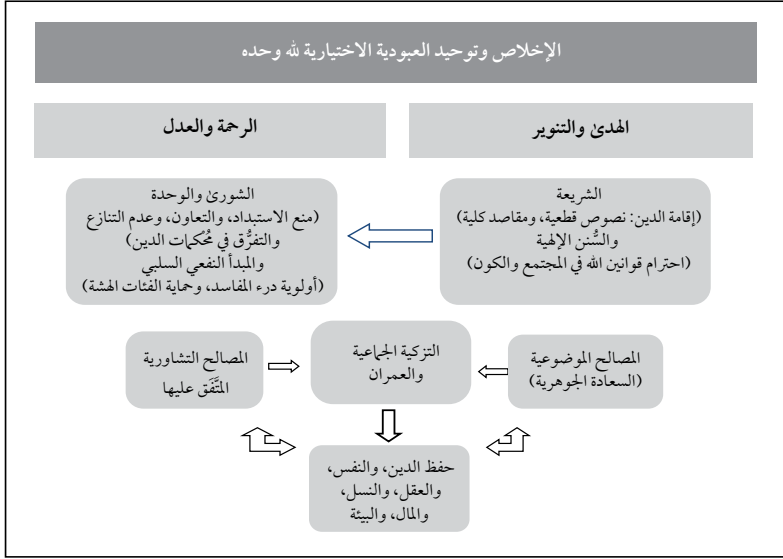 الإخلاص وتوحيد العبودية الاختيارية لله وحده
الهدىٰ والتنوير
الرحمة والعدل
الشريعة
(إقامة الدين: نصوص قطعية، ومقاصد كلية)
والسُّنن الإلهية
(احترام قوانين الله في المجتمع والكون)
الشورىٰ والوحدة
(منع الاستبداد، والتعاون، وعدم التنازع
والتفرُّق في مُحْكمات الدين)
والمبدأ النفعي السلبي
(أولوية درء المفاسد، وحماية الفئات الهشة)
المصالح الموضوعية
(السعادة الجوهرية)
التزكية الجماعية
والعمران
المصالح التشاورية
المتَّفَق عليها
حفظ الدين، والنفس،
والعقل، والنسل،
والمال، والبيئة